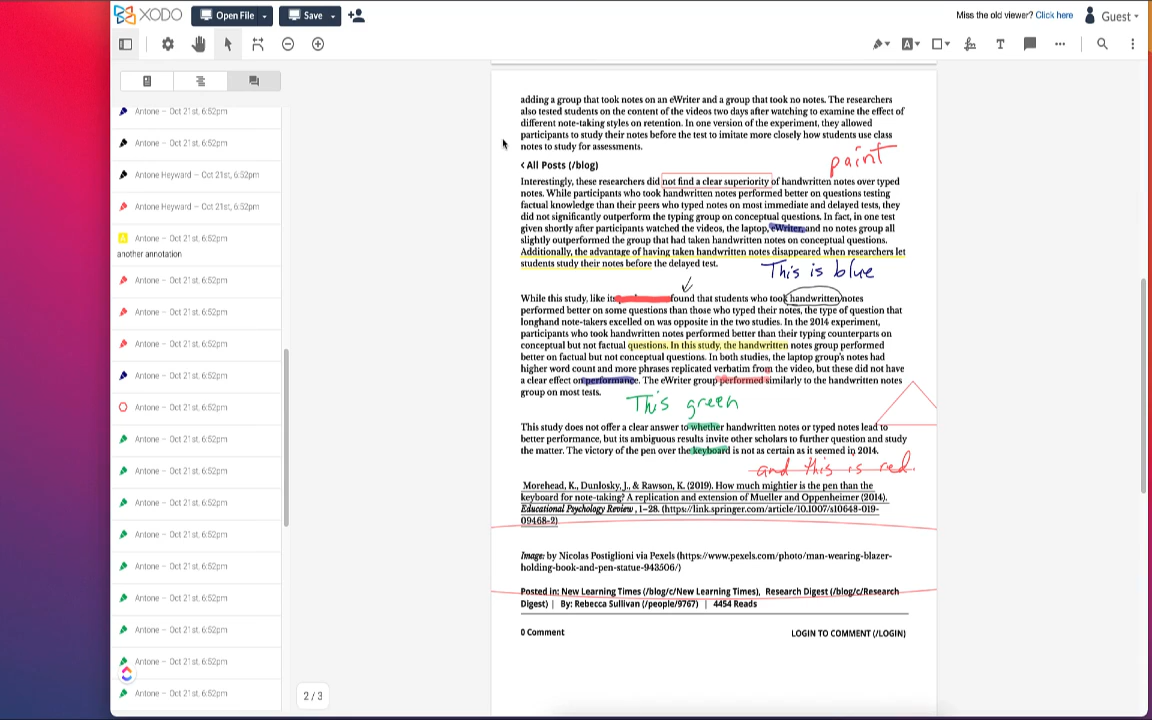 XODO
Open File
Save
Miss the old viewer? Click here
Guest
A
T
Antone – Oct 21st, 6:52pm
Antone – Oct 21st, 6:52pm
Antone Heyward – Oct 21st, 6:52pm
Antone Heyward – Oct 21st, 6:52pm
A
Antone – Oct 21st, 6:52pm
another annotation
Antone – Oct 21st, 6:52pm
Antone – Oct 21st, 6:52pm
Antone – Oct 21st, 6:52pm
Antone – Oct 21st, 6:52pm
Antone – Oct 21st, 6:52pm
Antone – Oct 21st, 6:52pm
Antone – Oct 21st, 6:52pm
Antone – Oct 21st, 6:52pm
Antone – Oct 21st, 6:52pm
Antone – Oct 21st, 6:52pm
Antone – Oct 21st, 6:52pm
Antone – Oct 21st, 6:52pm
Antone – Oct 21st, 6:52pm
Antone – Oct 21st, 6:52pm
adding a group that took notes on an eWriter and a group that took no notes. The researchers
also tested students on the content of the videos two days after watching to examine the effect of
different note-taking styles on retention. In one version of the experiment, they allowed
participants to study their notes before the test to imitate more closely how students use class
notes to study for assessments.
paint
< All Posts (/blog)
Interestingly, these researchers did not find a clear superiority of handwritten notes over typed
notes. While participants who took handwritten notes performed better on questions testing
factual knowledge than their peers who typed notes on most immediate and delayed tests, they
did not significantly outperform the typing group on conceptual questions. In fact, in one test
given shortly after participants watched the videos, the laptop, eWriter, and no notes group all
slightly outperformed the group that had taken handwritten notes on conceptual questions.
Additionally, the advantage of having taken handwritten notes disappeared when researchers let
students study their notes before the delayed test.
This is blue
While this study, like its found that students who took handwritten notes
performed better on some questions than those who typed their notes, the type of question that
longhand note-takers excelled on was opposite in the two studies. In the 2014 experiment,
participants who took handwritten notes performed better than their typing counterparts on
conceptual but not factual questions. In this study, the handwritten notes group performed
better on factual but not conceptual questions. In both studies, the laptop group's notes had
higher word count and more phrases replicated verbatim from the video, but these did not have
a clear effect on performance. The eWriter group performed similarly to the handwritten notes
group on most tests.
This green
This study does not offer a clear answer to whether handwritten notes or typed notes lead to
better performance, but its ambiguous results invite other scholars to further question and study
the matter. The victory of the pen over the keyboard is not as certain as it seemed in 2014.
and this is red.
Morehead, K., Dunlosky, J., & Rawson, K. (2019). How much mightier is the pen than the
keyboard for note-taking? A replication and extension of Mueller and Oppenheimer (2014).
Educational Psychology Review , 1–28. (https://link.springer.com/article/10.1007/s10648-019-
09468-2)
Image: by Nicolas Postiglioni via Pexels (https://www.pexels.com/photo/man-wearing-blazer-
holding-book-and-pen-statue-943506/)
Posted in: New Learning Times (/blog/c/New Learning Times), Research Digest (/blog/c/Research
Digest) | By: Rebecca Sullivan (/people/9767) | 4454 Reads
0 Comment
LOGIN TO COMMENT (/LOGIN)
2 / 3